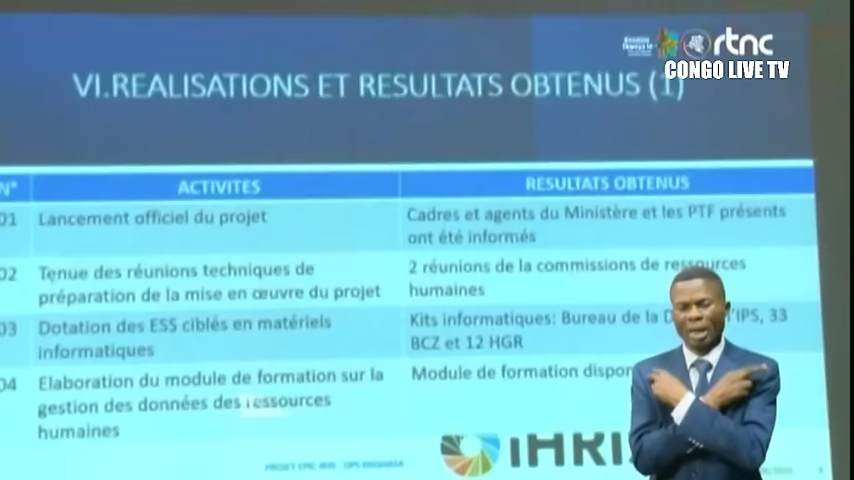 rtnc
CONGO LIVE TV
VI.REALISATIONS ET RESULTATS OBTENUS (1)
N° ACTIVITES RESULTATS OBTENUS
01 Lancement officiel du projet
Cadres et agents du Ministère et les PTF présents
ont été informés
02 Tenue des réunions techniques de
préparation de la mise en œuvre du projet
2 réunions de la commissions de ressources
humaines
03 Dotation des ESS ciblés en matériels
informatiques
Kits informatiques: Bureau de la l'IPS, 33
BCZ et 12 HGR
04 Elaboration du module de formation sur la
gestion des données des ressources
humaines
Module de formation
iHRIS